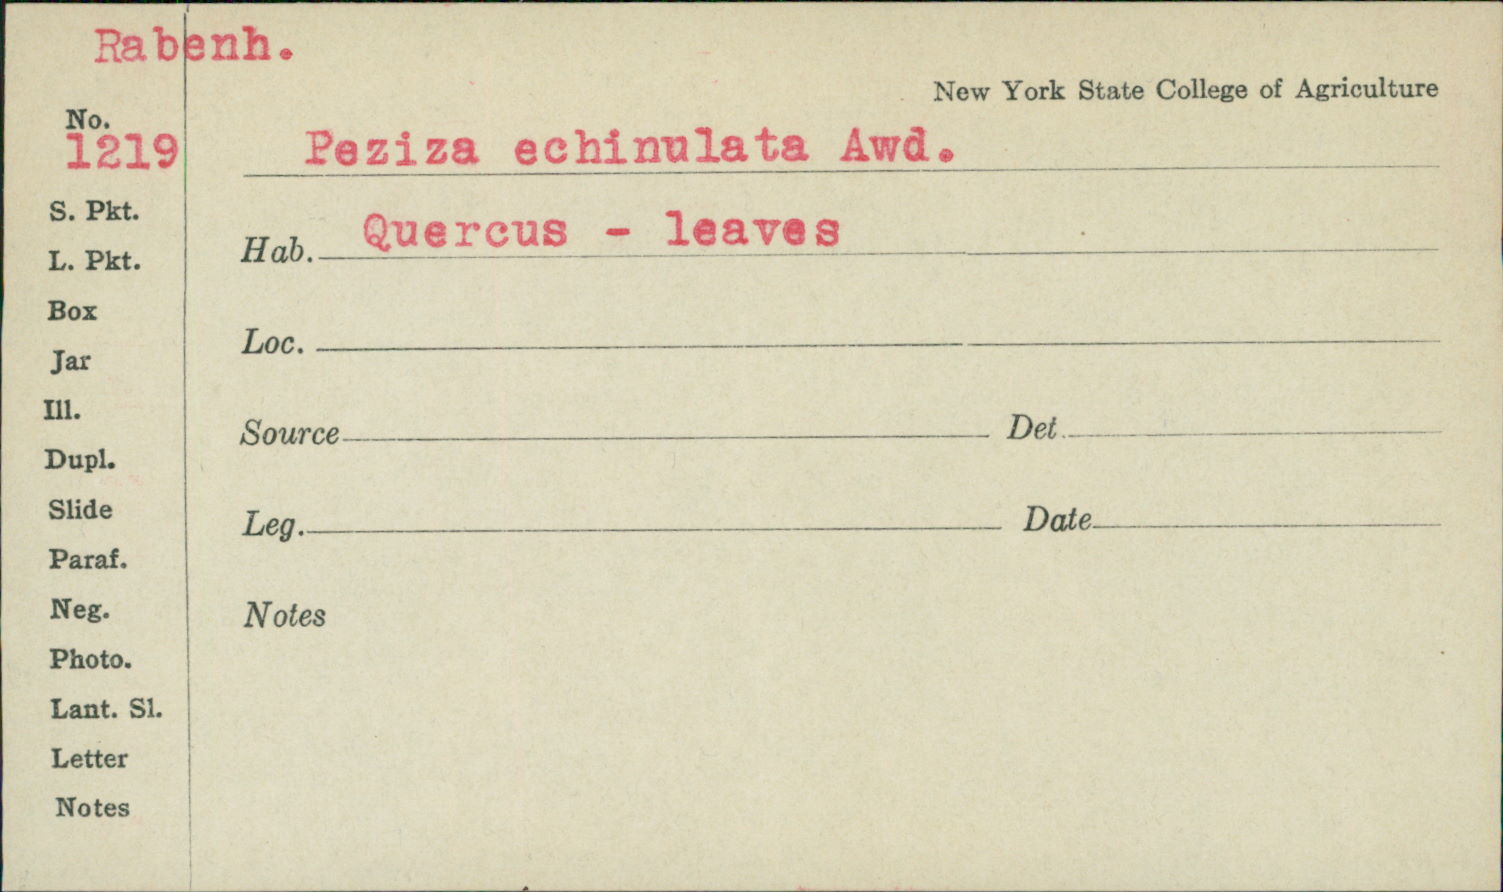 Rabenh.
New York State College of Agriculture
No.
1219
Peziza echinulata Awd.
S. Pkt.
Hab. Quercus - leaves
L. Pkt.
Box
Loc.
Jar
Ill.
Source Det.
Dupl.
Slide
Leg. Date
Paraf.
Neg.
Notes
Photo.
Lant. Sl.
Letter
Notes